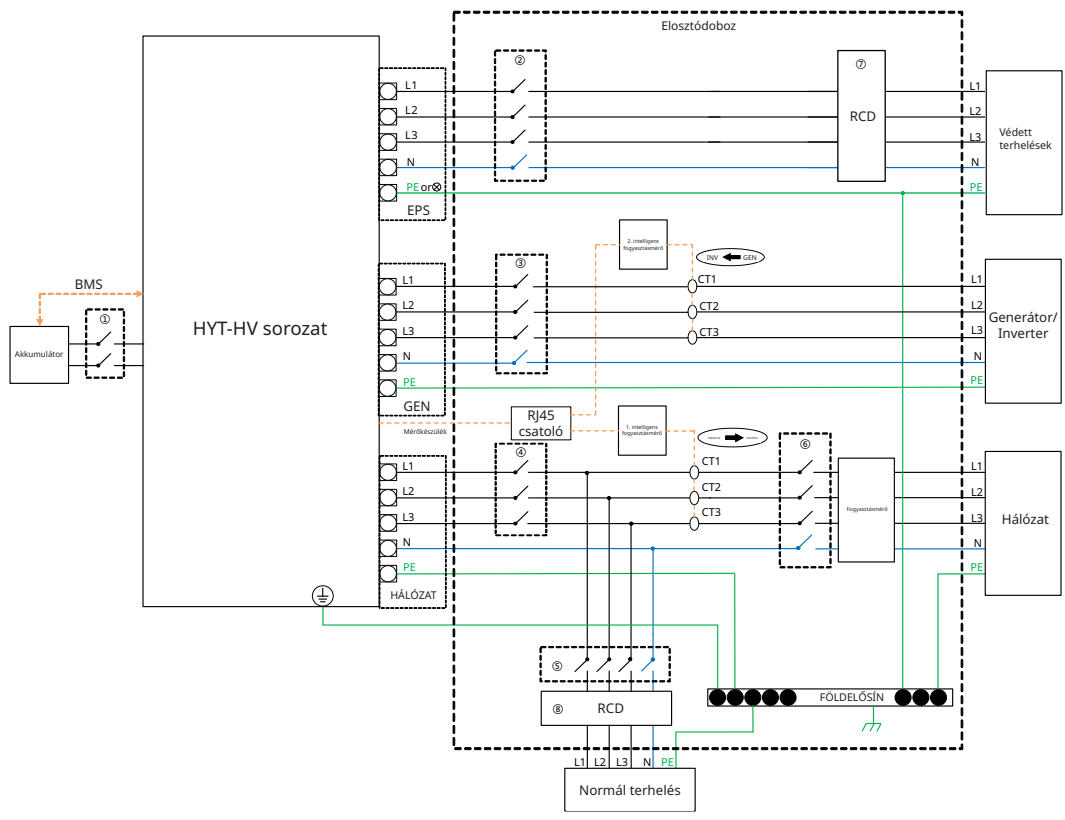 Elosztódoboz
②
⑦
L1
L2
L3
N
PE or⊗
EPS
RCD
L1
L2
L3
N
PE
Védett
terhelések
2. intelligens
fogyasztásmérő
INV
GEN
③
L1
L2
L3
N
PE
GEN
CT1
CT2
CT3
L1
L2
L3
N
PE
Generátor/
Inverter
BMS
①
Akkumulátor
HYT-HV sorozat
Mérőkészülék
RJ45
csatoló
1. intelligens
fogyasztásmérő
④
⑥
L1
L2
L3
N
PE
HÁLÓZAT
CT1
CT2
CT3
Fogyasztásmérő
L1
L2
L3
N
PE
Hálózat
⑤
⑧
RCD
FÖLDELŐSÍN
L1
L2
L3
N
PE
Normál terhelés